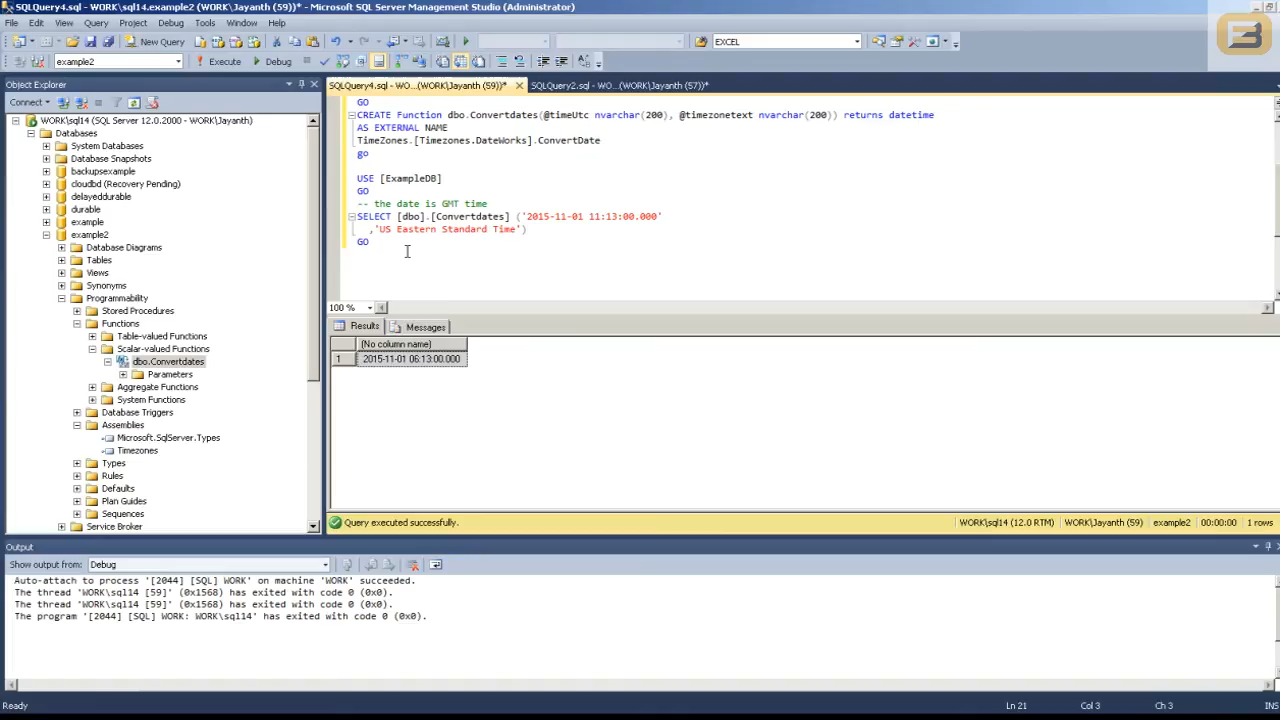 SQLQuery4.sql - WORK\sql14.example2 (WORK\Jayanth (59))* - Microsoft SQL Server Management Studio (Administrator)
File Edit View Query Project Debug Tools Window Help
New Query EXCEL
example2 Execute Debug
Object Explorer
Connect
WORK\sql14 (SQL Server 12.0.2000 - WORK\Jayanth)
Databases
System Databases
Database Snapshots
backupsexample
cloudbd (Recovery Pending)
delayeddurable
durable
example
example2
Database Diagrams
Tables
Views
Synonyms
Programmability
Stored Procedures
Functions
Table-valued Functions
Scalar-valued Functions
dbo.Convertdates
Parameters
Aggregate Functions
System Functions
Database Triggers
Assemblies
Microsoft.SqlServer.Types
Timezones
Types
Rules
Defaults
Plan Guides
Sequences
Service Broker
SQLQuery4.sql - WO...(WORK\Jayanth (59))* SQLQuery2.sql - WO...(WORK\Jayanth (57))*
GO
CREATE Function dbo.Convertdates(@timeUtc nvarchar(200), @timezonetext nvarchar(200)) returns datetime
AS EXTERNAL NAME
TimeZones.[Timezones.DateWorks].ConvertDate
go
USE [ExampleDB]
GO
-- the date is GMT time
SELECT [dbo].[Convertdates] ('2015-11-01 11:13:00.000'
,'US Eastern Standard Time')
GO
100 %
Results Messages
(No column name)
1 2015-11-01 06:13:00.000
Query executed successfully. WORK\sql14 (12.0 RTM) WORK\Jayanth (59) example2 00:00:00 1 rows
Output
Show output from: Debug
Auto-attach to process '[2044] [SQL] WORK' on machine 'WORK' succeeded.
The thread 'WORK\sql14 [59]' (0x1568) has exited with code 0 (0x0).
The thread 'WORK\sql14 [59]' (0x1568) has exited with code 0 (0x0).
The program '[2044] [SQL] WORK: WORK\sql14' has exited with code 0 (0x0).
Ready Ln 21 Col 3 Ch 3 INS